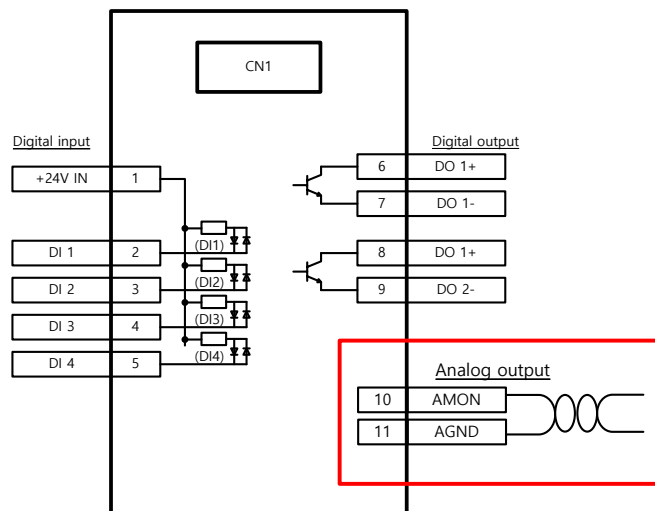 CN1
Digital input
+24V IN 1
DI 1 2
DI 2 3
DI 3 4
DI 4 5
(DI1)
(DI2)
(DI3)
(DI4)
Digital output
6 DO 1+
7 DO 1-
8 DO 1+
9 DO 2-
Analog output
10 AMON
11 AGND